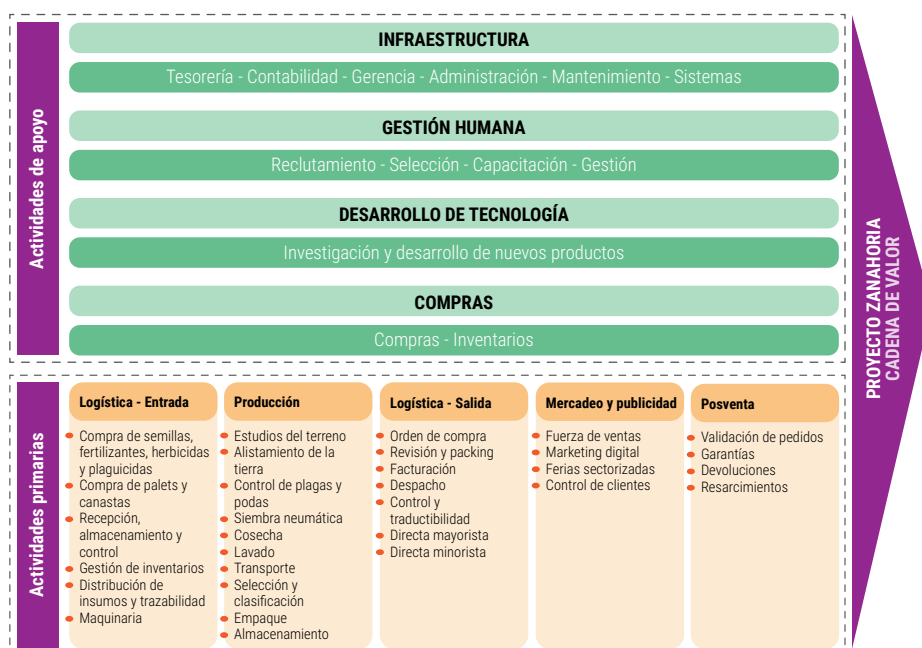 Actividades de apoyo
INFRAESTRUCTURA
Tesorería - Contabilidad - Gerencia - Administración - Mantenimiento - Sistemas
GESTIÓN HUMANA
Reclutamiento - Selección - Capacitación - Gestión
DESARROLLO DE TECNOLOGÍA
Investigación y desarrollo de nuevos productos
COMPRAS
Compras - Inventarios
PROYECTO ZANAHORIA
CADENA DE VALOR
Actividades primarias
Logística - Entrada
Compra de semillas,
fertilizantes, herbicidas
y plaguicidas
Compra de palets y
canastas
Recepción,
almacenamiento y
control
Gestión de inventarios
Distribución de
insumos y trazabilidad
Maquinaria
Producción
Estudios del terreno
Alistamiento de la
tierra
Control de plagas y
podas
Siembra neumática
Cosecha
Lavado
Transporte
Selección y
clasificación
Empaque
Almacenamiento
Logística - Salida
Orden de compra
Revisión y packing
Facturación
Despacho
Control y
traductibilidad
Directa mayorista
Directa minorista
Mercadeo y publicidad
Fuerza de ventas
Marketing digital
Ferias sectorizadas
Control de clientes
Posventa
Validación de pedidos
Garantías
Devoluciones
Resarcimientos